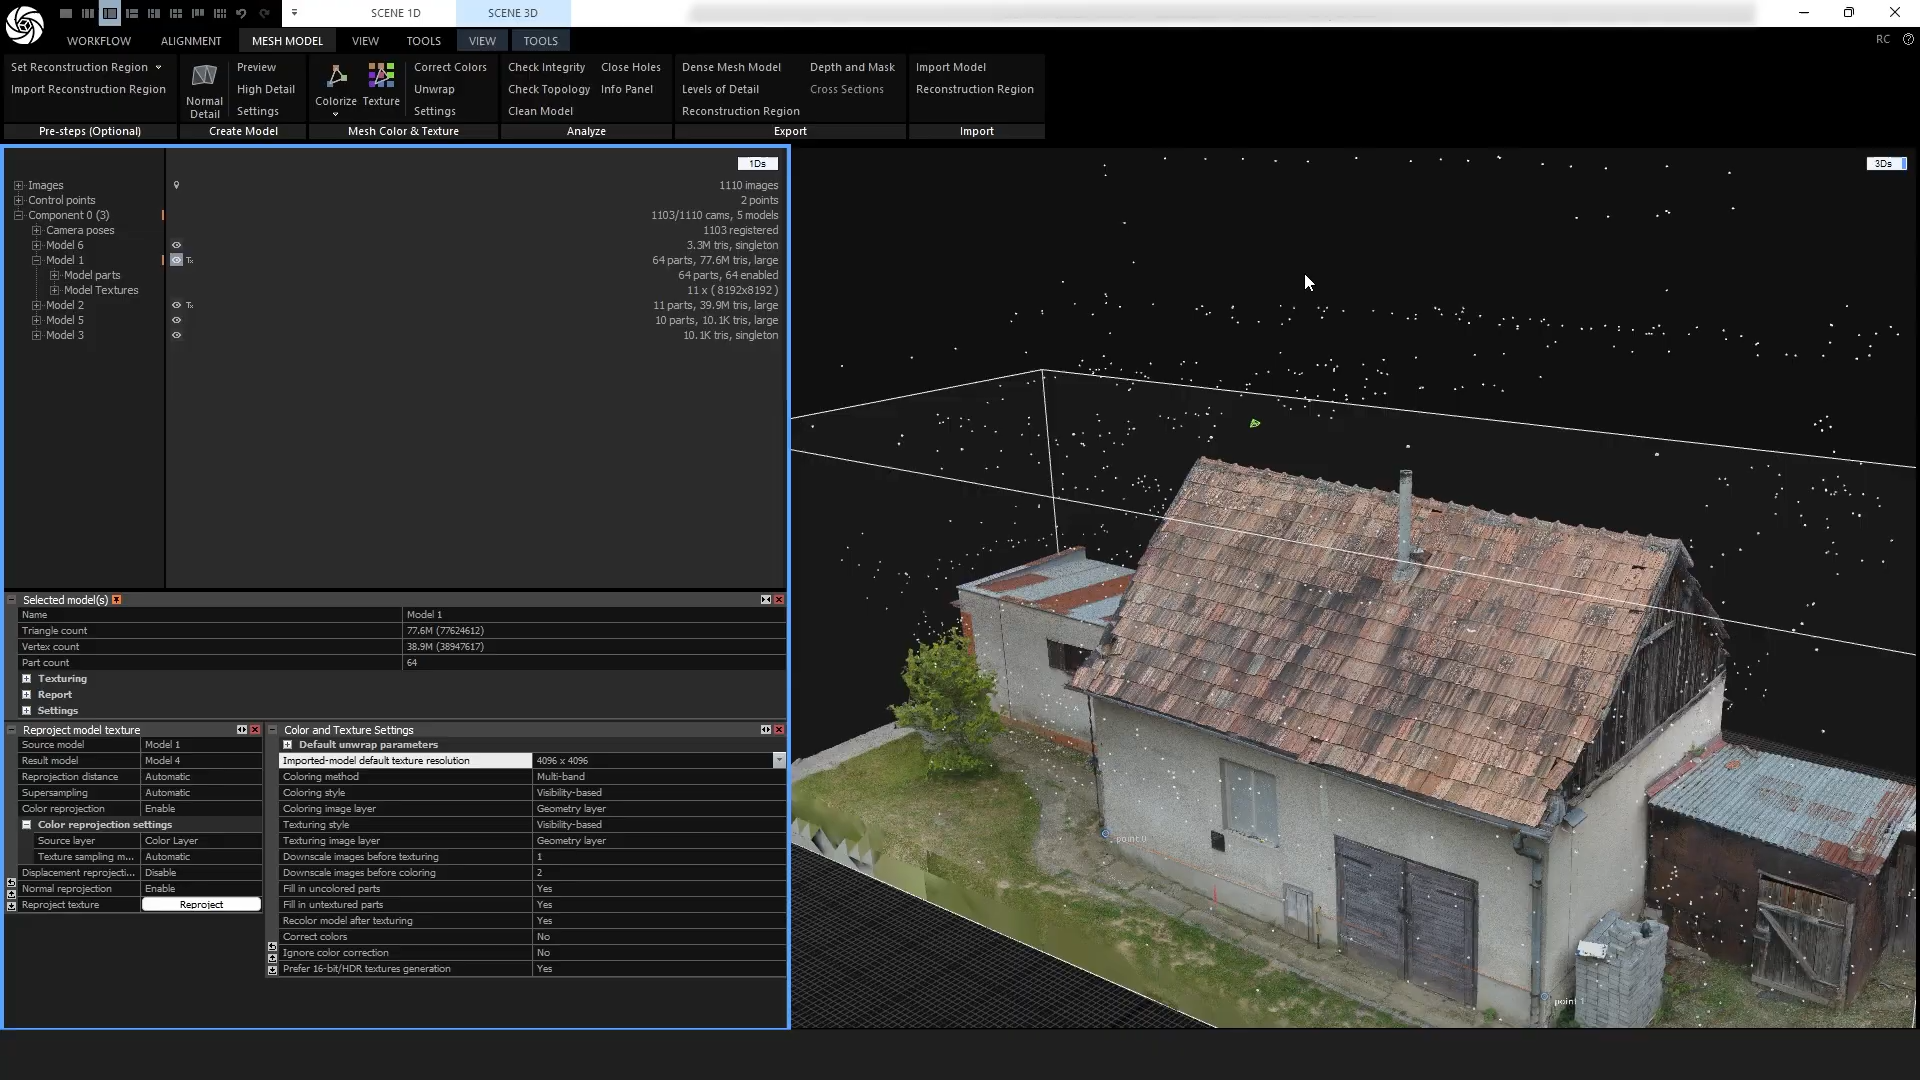 SCENE 1D
SCENE 3D
WORKFLOW
ALIGNMENT
MESH MODEL
VIEW
TOOLS
VIEW
TOOLS
RC
Set Reconstruction Region
Import Reconstruction Region
Pre-steps (Optional)
Normal
Detail
Preview
High Detail
Settings
Create Model
Colorize
Texture
Correct Colors
Unwrap
Settings
Mesh Color & Texture
Check Integrity
Close Holes
Check Topology
Info Panel
Clean Model
Analyze
Dense Mesh Model
Depth and Mask
Levels of Detail
Cross Sections
Reconstruction Region
Export
Import Model
Reconstruction Region
Import
1Ds
3Ds
Images 1110 images
Control points 2 points
Component 0 (3) 1103/1110 cams, 5 models
Camera poses 1103 registered
Model 6 3.3M tris, singleton
Model 1 64 parts, 77.6M tris, large
Model parts 64 parts, 64 enabled
Model Textures 11 x ( 8192x8192 )
Model 2 11 parts, 39.9M tris, large
Model 5 10 parts, 10.1K tris, large
Model 3 10.1K tris, singleton
Selected model(s)
Name Model 1
Triangle count 77.6M (77624612)
Vertex count 38.9M (38947617)
Part count 64
Texturing
Report
Settings
Reproject model texture
Source model Model 1
Result model Model 4
Reprojection distance Automatic
Supersampling Automatic
Color reprojection Enable
Color reprojection settings
Source layer Color Layer
Texture sampling m... Automatic
Displacement reprojecti... Disable
Normal reprojection Enable
Reproject texture Reproject
Color and Texture Settings
Default unwrap parameters
Imported-model default texture resolution 4096 x 4096
Coloring method Multi-band
Coloring style Visibility-based
Coloring image layer Geometry layer
Texturing style Visibility-based
Texturing image layer Geometry layer
Downscale images before texturing 1
Downscale images before coloring 2
Fill in uncolored parts Yes
Fill in untextured parts Yes
Recolor model after texturing Yes
Correct colors No
Ignore color correction No
Prefer 16-bit/HDR textures generation Yes
point 0
point 1